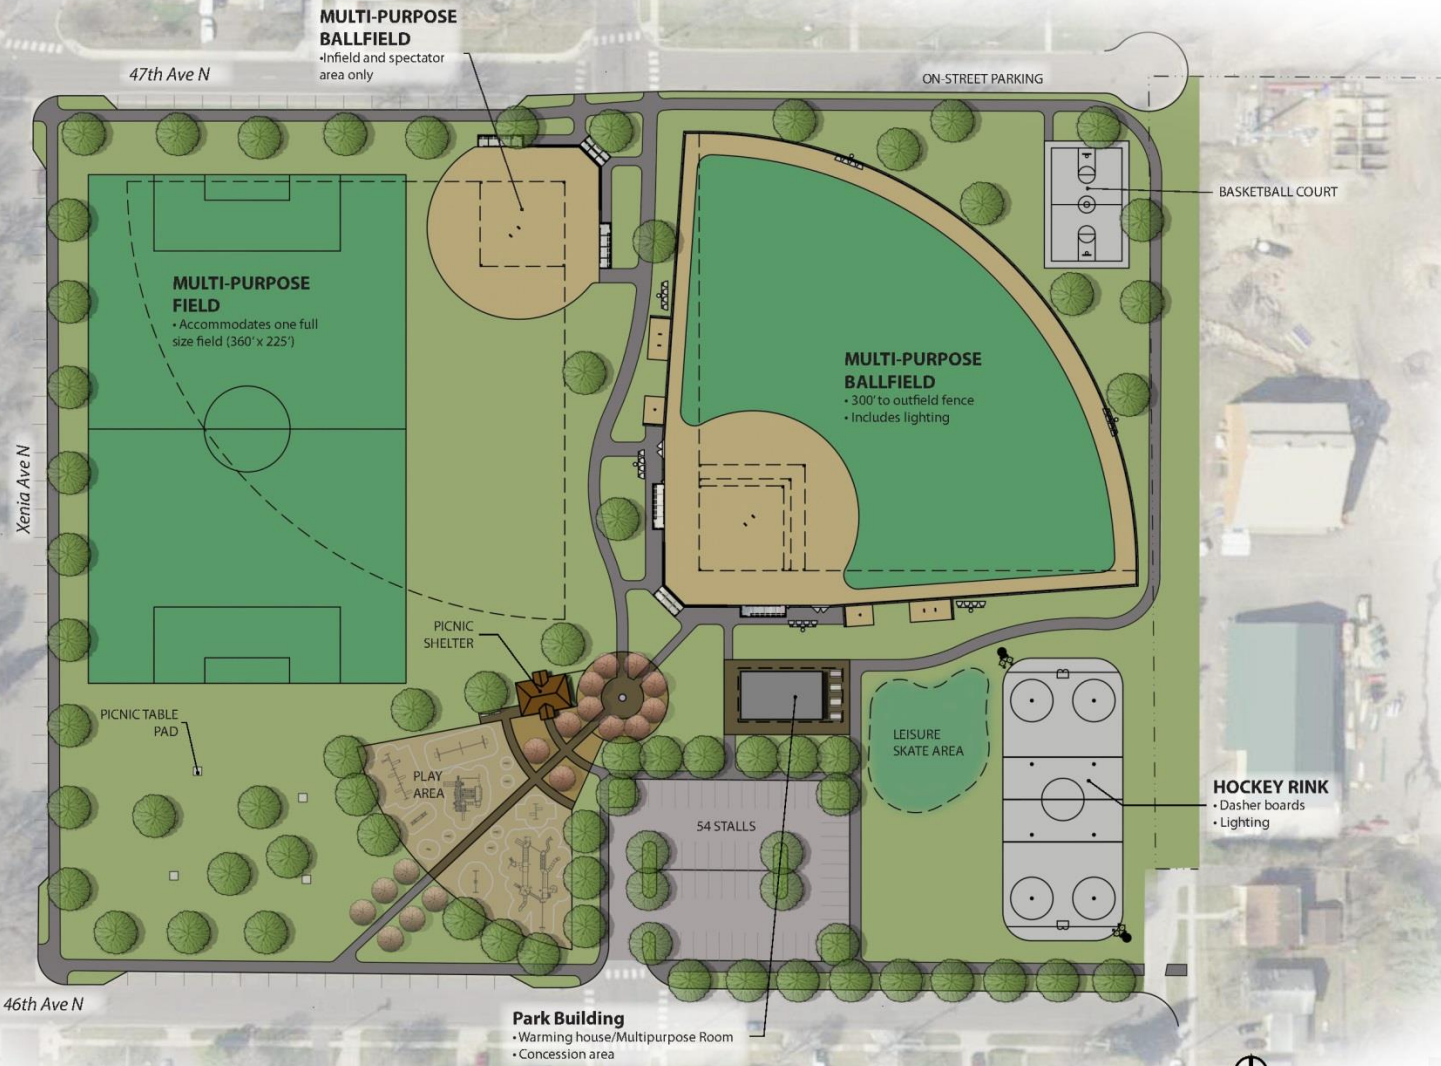 MULTI-PURPOSE
BALLFIELD
•Infield and spectator
area only
47th Ave N
ON-STREET PARKING
BASKETBALL COURT
MULTI-PURPOSE
FIELD
• Accommodates one full
size field (360' x 225')
MULTI-PURPOSE
BALLFIELD
• 300' to outfield fence
• Includes lighting
Xenia Ave N
PICNIC
SHELTER
PICNIC TABLE
PAD
LEISURE
SKATE AREA
PLAY
AREA
HOCKEY RINK
• Dasher boards
• Lighting
54 STALLS
46th Ave N
Park Building
• Warming house/Multipurpose Room
• Concession area